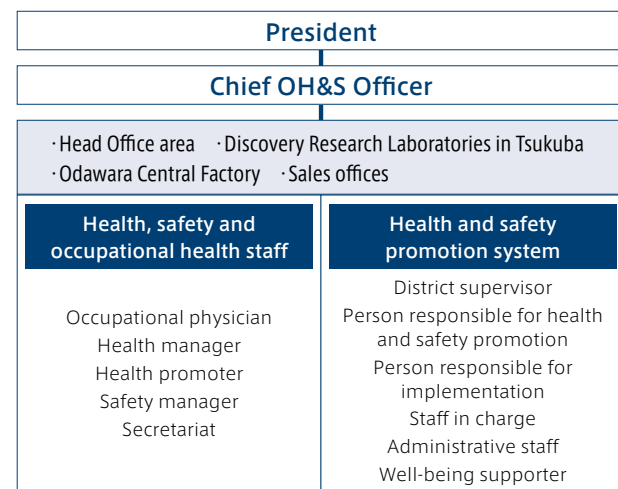 President
Chief OH&S Officer
·Head Office area ·Discovery Research Laboratories in Tsukuba
·Odawara Central Factory ·Sales offices
Health, safety and
occupational health staff
Occupational physician
Health manager
Health promoter
Safety manager
Secretariat
Health and safety
promotion system
District supervisor
Person responsible for health
and safety promotion
Person responsible for
implementation
Staff in charge
Administrative staff
Well-being supporter